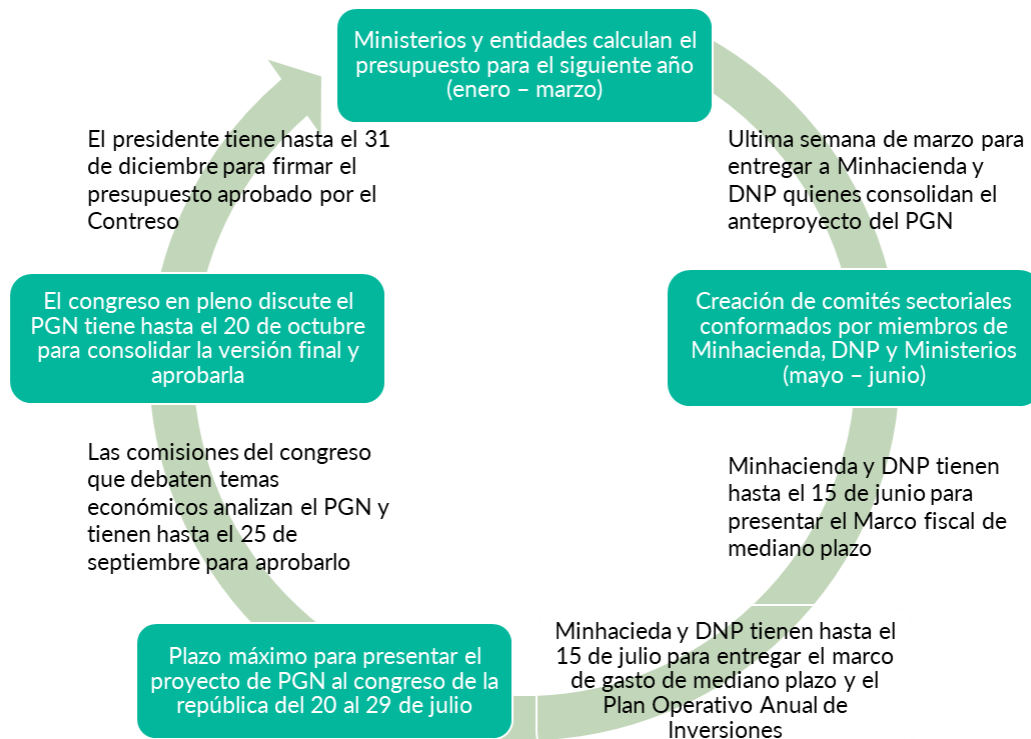 Ministerios y entidades calculan el
presupuesto para el siguiente año
(enero – marzo)
Ultima semana de marzo para
entregar a Minhacienda y
DNP quienes consolidan el
anteproyecto del PGN
Creación de comités sectoriales
conformados por miembros de
Minhacienda, DNP y Ministerios
(mayo – junio)
Minhacienda y DNP tienen
hasta el 15 de junio para
presentar el Marco fiscal de
mediano plazo
Minhacieda y DNP tienen hasta el
15 de julio para entregar el marco
de gasto de mediano plazo y el
Plan Operativo Anual de
Inversiones
Plazo máximo para presentar el
proyecto de PGN al congreso de la
república del 20 al 29 de julio
Las comisiones del congreso
que debaten temas
económicos analizan el PGN y
tienen hasta el 25 de
septiembre para aprobarlo
El congreso en pleno discute el
PGN tiene hasta el 20 de octubre
para consolidar la versión final y
aprobarla
El presidente tiene hasta el 31
de diciembre para firmar el
presupuesto aprobado por el
Contreso